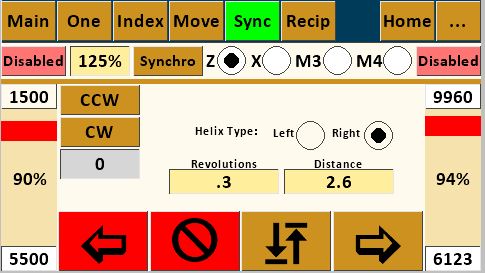 Main One Index Move Sync Recip Home ...
Disabled 125% Synchro Z X M3 M4 Disabled
1500 CCW 9960
CW
Helix Type: Left Right
0
Revolutions Distance
90% .3 2.6 94%
5500 6123